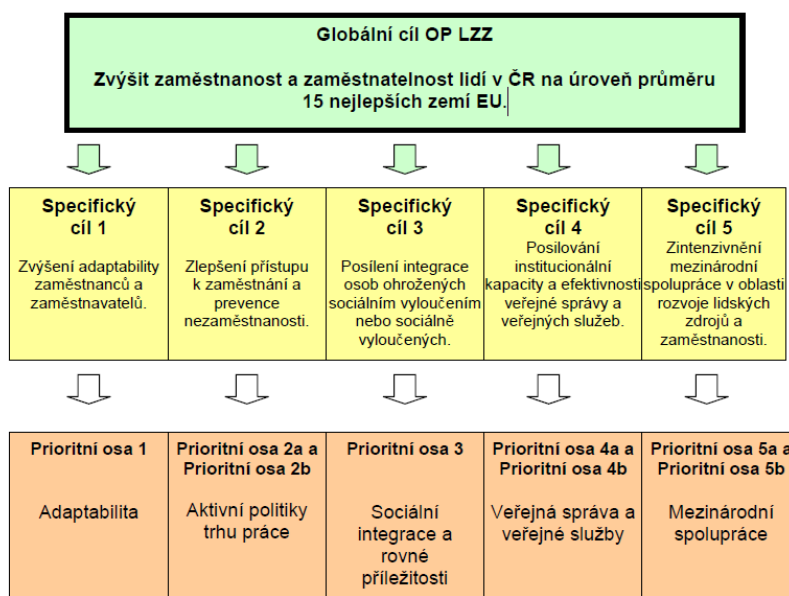 Globální cíl OP LZZ
Zvýšit zaměstnanost a zaměstnatelnost lidí v ČR na úroveň průměru
15 nejlepších zemí EU.
Specifický
cíl 1
Zvýšení adaptability
zaměstnanců a
zaměstnavatelů.
Specifický
cíl 2
Zlepšení přístupu
k zaměstnání a
prevence
nezaměstnanosti.
Specifický
cíl 3
Posílení integrace
osob ohrožených
sociálním vyloučením
nebo sociálně
vyloučených.
Specifický
cíl 4
Posilování
institucionální
kapacity a efektivnosti
veřejné správy a
veřejných služeb.
Specifický
cíl 5
Zintenzivnění
mezinárodní
spolupráce v oblasti
rozvoje lidských
zdrojů a
zaměstnanosti.
Prioritní osa 1
Adaptabilita
Prioritní osa 2a a
Prioritní osa 2b
Aktivní politiky
trhu práce
Prioritní osa 3
Sociální
integrace a
rovné
příležitosti
Prioritní osa 4a a
Prioritní osa 4b
Veřejná správa a
veřejné služby
Prioritní osa 5a a
Prioritní osa 5b
Mezinárodní
spolupráce